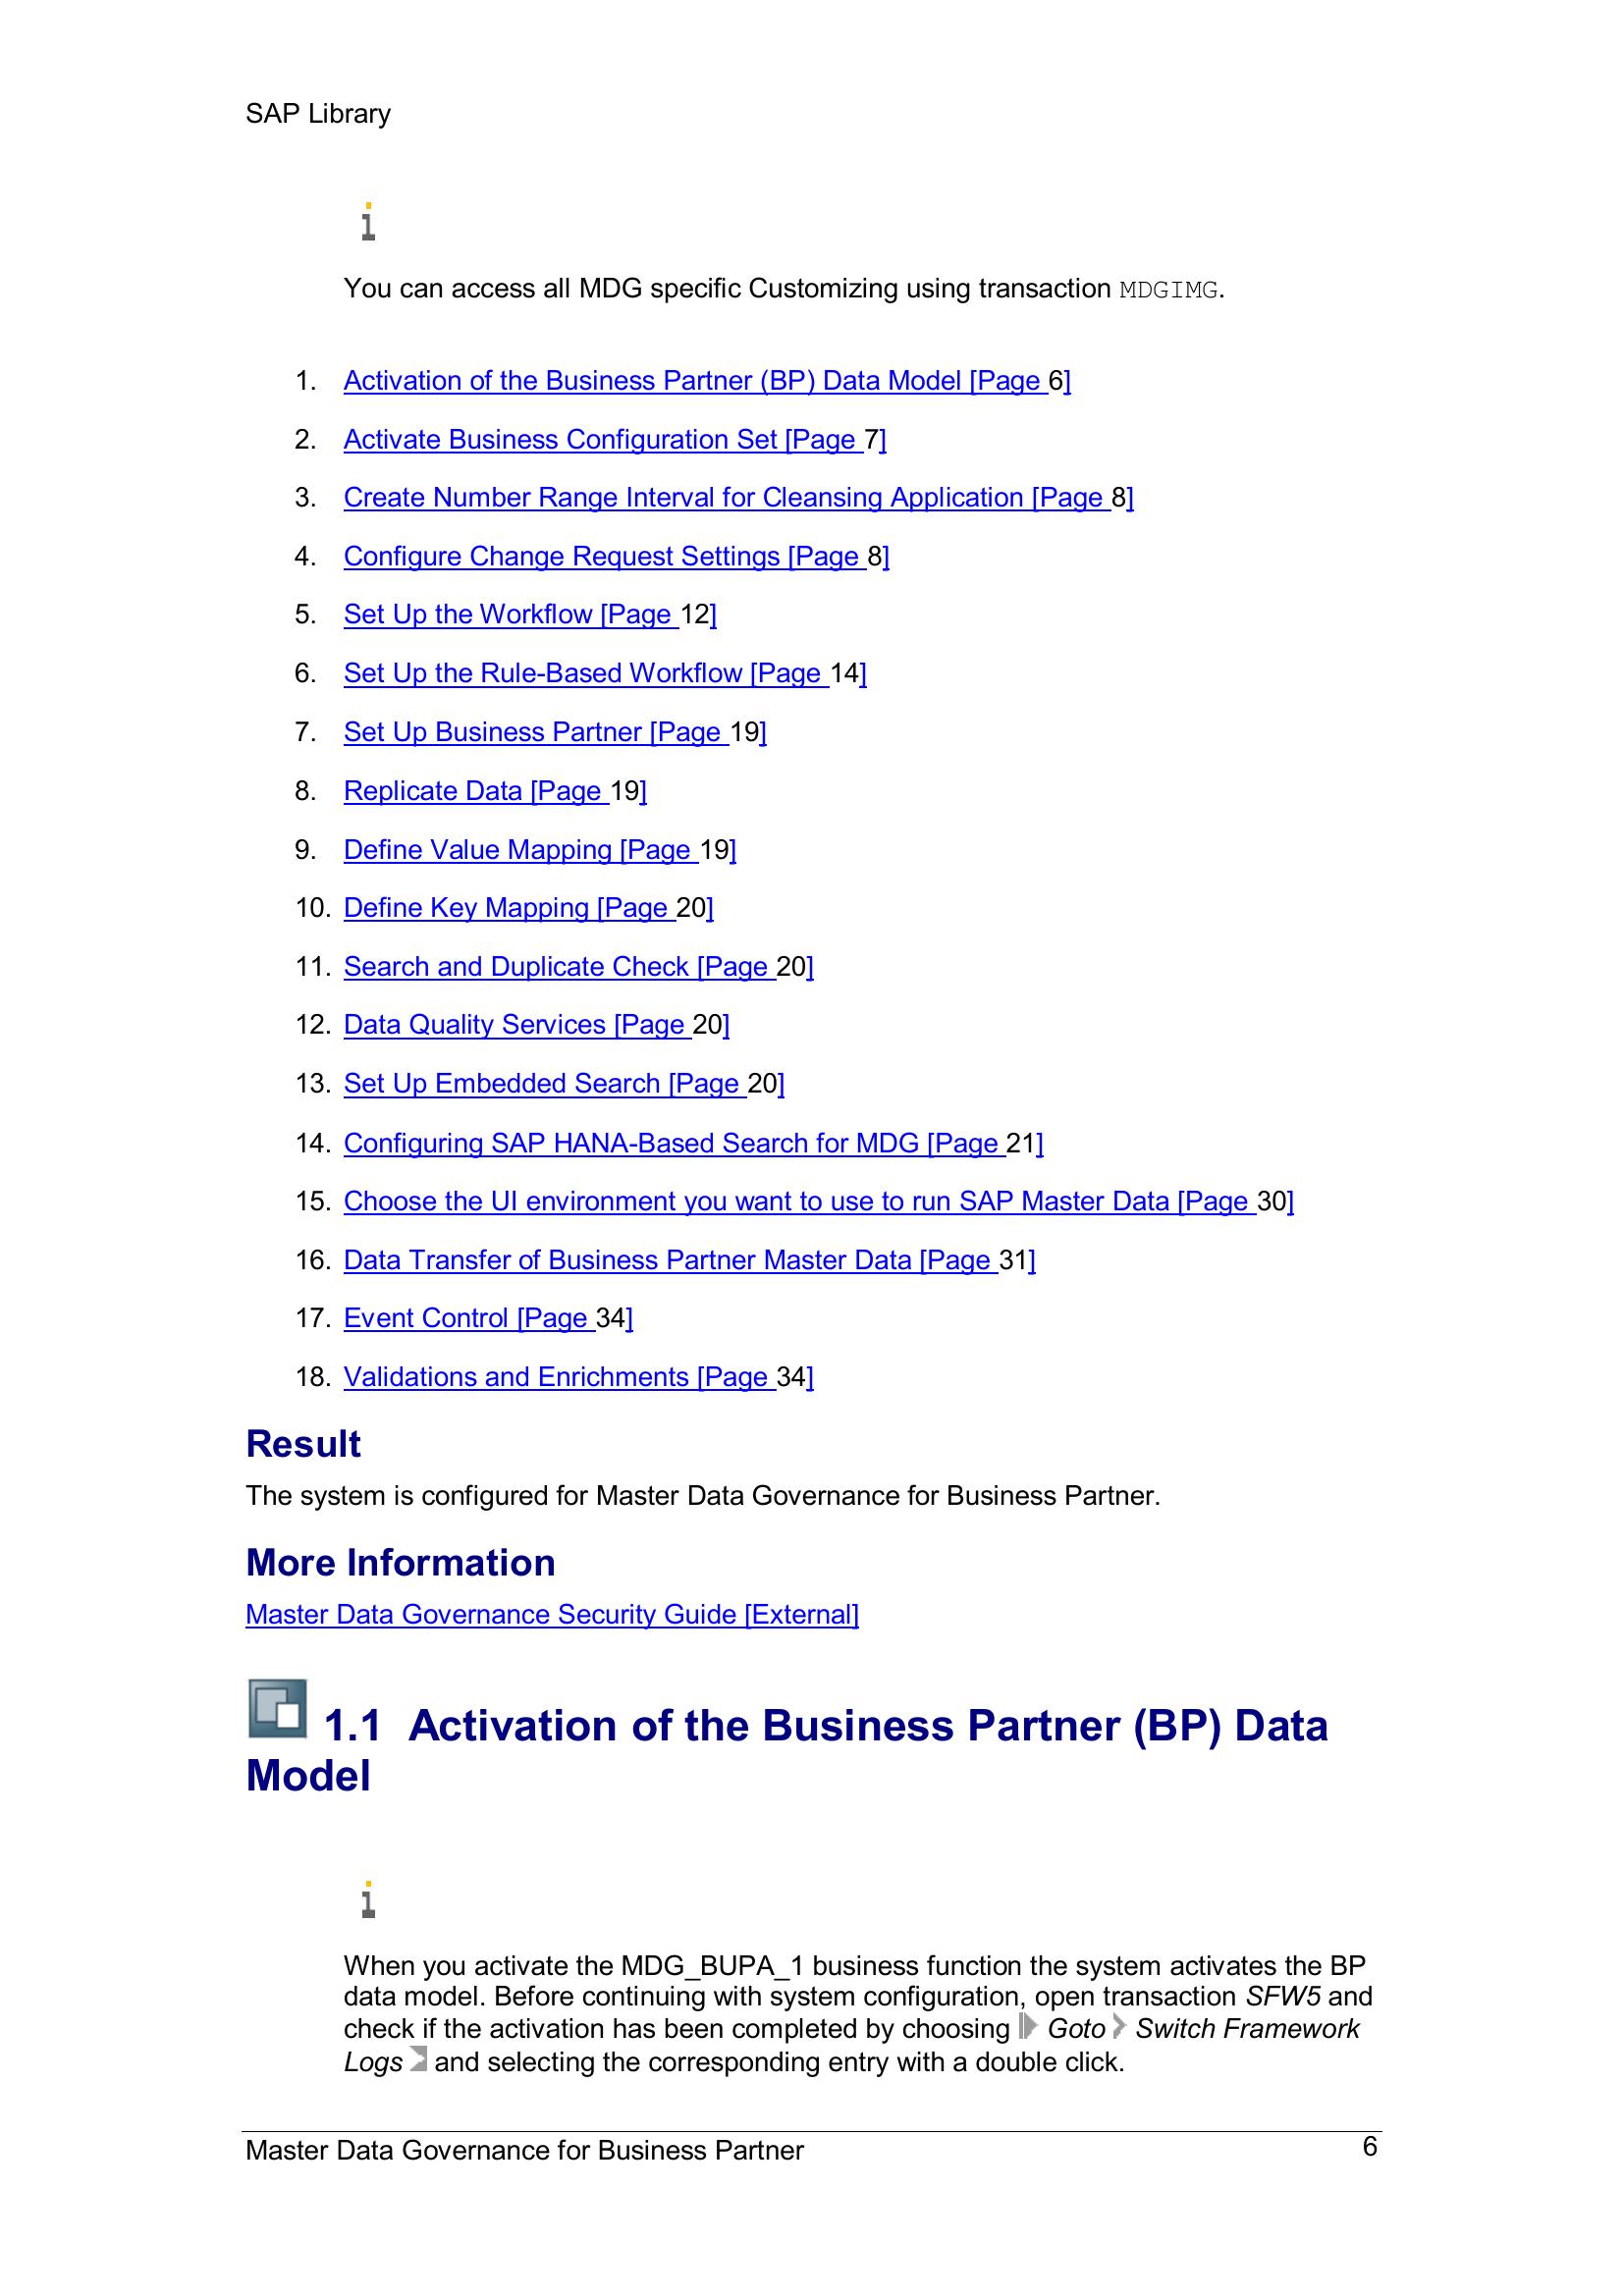 SAP Library
You can access all MDG specific Customizing using transaction MDGIMG.
1. Activation of the Business Partner (BP) Data Model [Page 6]
2. Activate Business Configuration Set [Page 7]
3. Create Number Range Interval for Cleansing Application [Page 8]
4. Configure Change Request Settings [Page 8]
5. Set Up the Workflow [Page 12]
6. Set Up the Rule-Based Workflow [Page 14]
7. Set Up Business Partner [Page 19]
8. Replicate Data [Page 19]
9. Define Value Mapping [Page 19]
10. Define Key Mapping [Page 20]
11. Search and Duplicate Check [Page 20]
12. Data Quality Services [Page 20]
13. Set Up Embedded Search [Page 20]
14. Configuring SAP HANA-Based Search for MDG [Page 21]
15. Choose the UI environment you want to use to run SAP Master Data [Page 30]
16. Data Transfer of Business Partner Master Data [Page 31]
17. Event Control [Page 34]
18. Validations and Enrichments [Page 34]
Result
The system is configured for Master Data Governance for Business Partner.
More Information
Master Data Governance Security Guide [External]
1.1 Activation of the Business Partner (BP) Data
Model
When you activate the MDG_BUPA_1 business function the system activates the BP
data model. Before continuing with system configuration, open transaction SFW5 and
check if the activation has been completed by choosing Goto Switch Framework
Logs and selecting the corresponding entry with a double click.
Master Data Governance for Business Partner 6